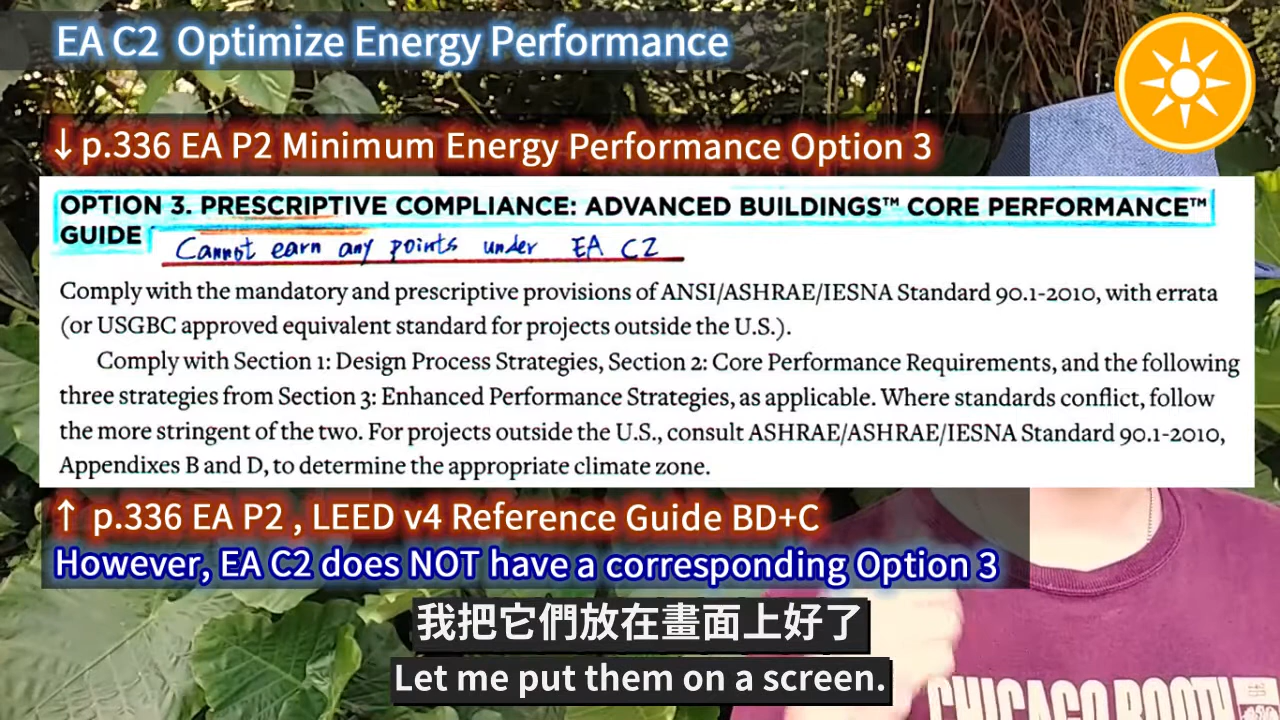 EA C2 Optimize Energy Performance
↓p.336 EA P2 Minimum Energy Performance Option 3
OPTION 3. PRESCRIPTIVE COMPLIANCE: ADVANCED BUILDINGS™ CORE PERFORMANCE™
GUIDE
Cannot earn any points under EA C2
Comply with the mandatory and prescriptive provisions of ANSI/ASHRAE/IESNA Standard 90.1-2010, with errata
(or USGBC approved equivalent standard for projects outside the U.S.).
Comply with Section 1: Design Process Strategies, Section 2: Core Performance Requirements, and the following
three strategies from Section 3: Enhanced Performance Strategies, as applicable. Where standards conflict, follow
the more stringent of the two. For projects outside the U.S., consult ASHRAE/ASHRAE/IESNA Standard 90.1-2010,
Appendixes B and D, to determine the appropriate climate zone.
↑ p.336 EA P2 , LEED v4 Reference Guide BD+C
However, EA C2 does NOT have a corresponding Option 3
我把它們放在畫面上好了
Let me put them on a screen.
CHICAGO BOOTH